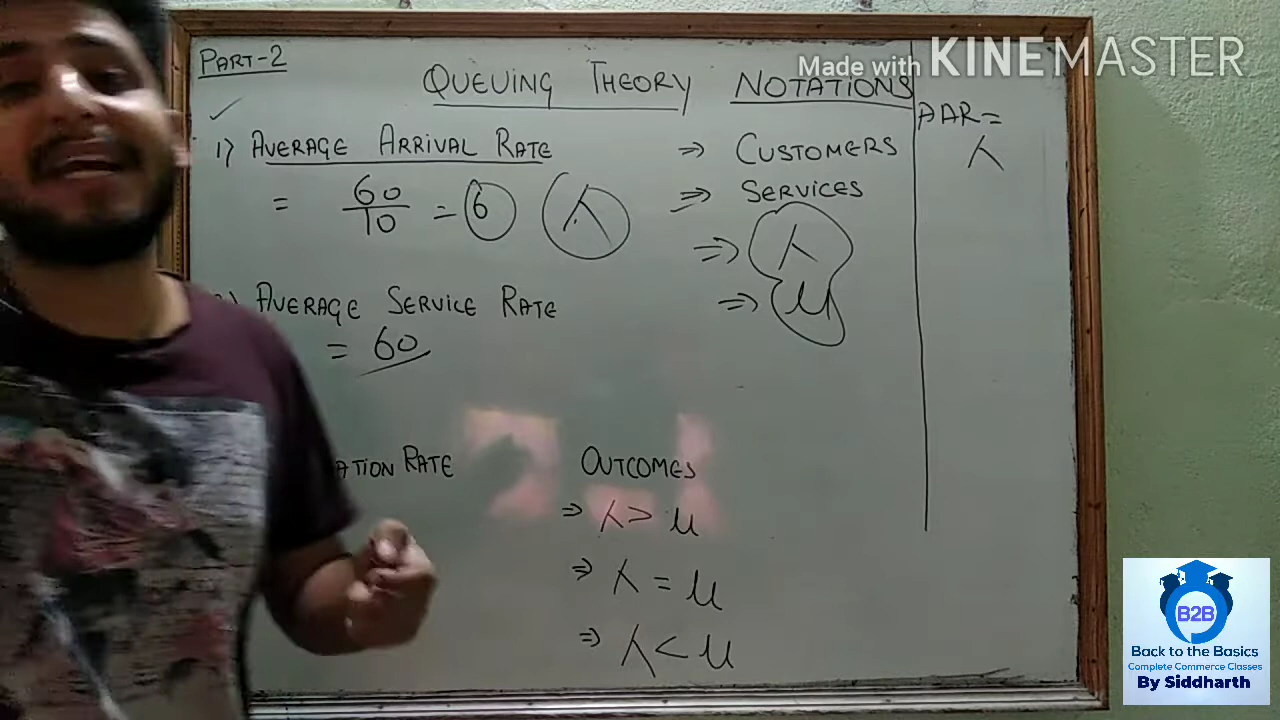 Made with KINEMASTER
PART-2
QUEUING THEORY NOTATIONS
AAR =
λ
1) AVERAGE ARRIVAL RATE ⇒ CUSTOMERS
= 60/10 = 6 λ ⇒ SERVICES
⇒ λ
AVERAGE SERVICE RATE ⇒ μ
= 60
ATION RATE OUTCOMES
⇒ λ > μ
⇒ λ = μ
⇒ λ < μ
B2B
Back to the Basics
Complete Commerce Classes
By Siddharth